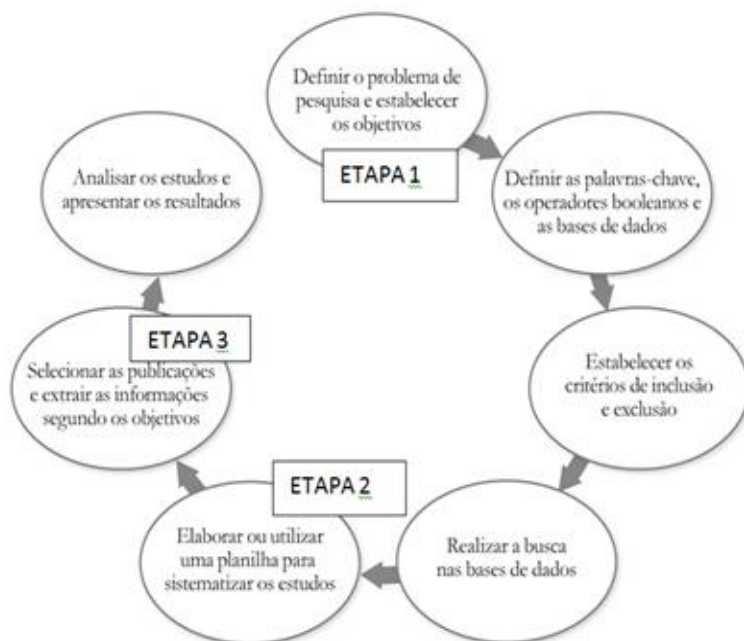 Definir o problema de
pesquisa e estabelecer
os objetivos
ETAPA 1
Definir as palavras-chave,
os operadores booleanos e
as bases de dados
Estabelecer os
critérios de inclusão
e exclusão
Realizar a busca
nas bases de dados
ETAPA 2
Elaborar ou utilizar
uma planilha para
sistematizar os estudos
ETAPA 3
Selecionar as publicações
e extrair as informações
segundo os objetivos
Analisar os estudos e
apresentar os resultados